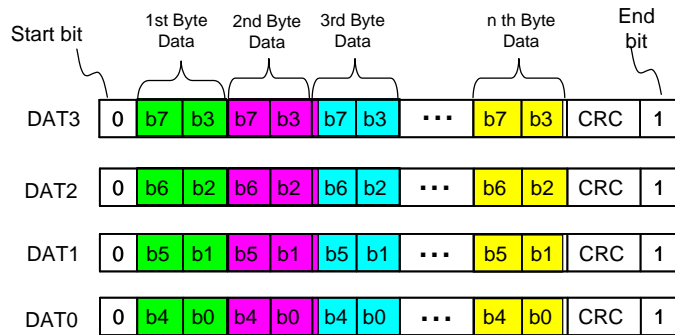 Start bit 1st Byte Data 2nd Byte Data 3rd Byte Data n th Byte Data End bit
DAT3 0 b7 b3 b7 b3 b7 b3 ... b7 b3 CRC 1
DAT2 0 b6 b2 b6 b2 b6 b2 ... b6 b2 CRC 1
DAT1 0 b5 b1 b5 b1 b5 b1 ... b5 b1 CRC 1
DAT0 0 b4 b0 b4 b0 b4 b0 ... b4 b0 CRC 1